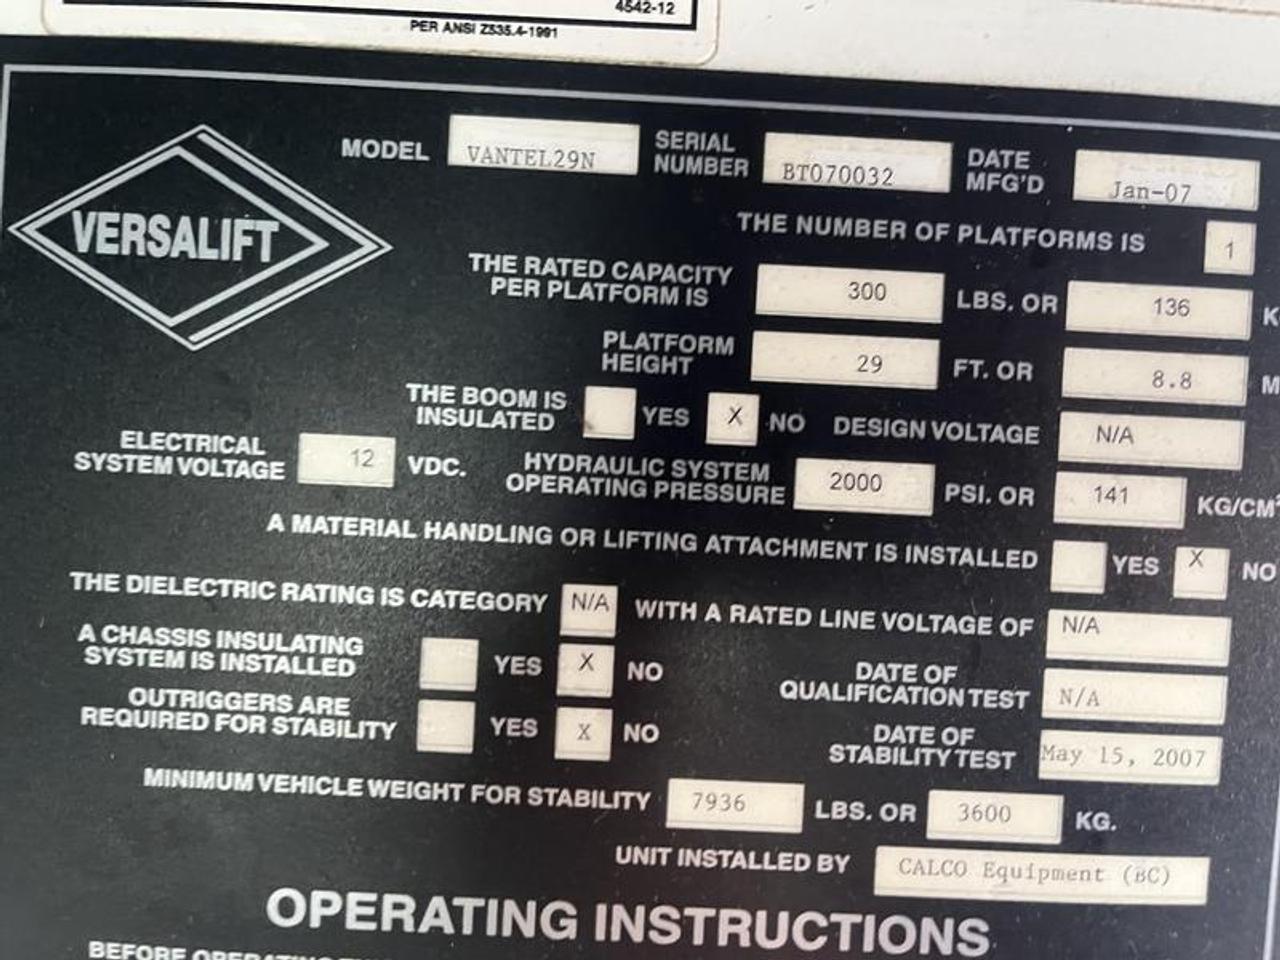 4542-12
PER ANSI Z535.4-1991
VERSALIFT
MODEL VANTEL29N SERIAL NUMBER BT070032 DATE MFG'D Jan-07
THE NUMBER OF PLATFORMS IS 1
THE RATED CAPACITY PER PLATFORM IS 300 LBS. OR 136 K
PLATFORM HEIGHT 29 FT. OR 8.8 M
THE BOOM IS INSULATED YES X NO DESIGN VOLTAGE N/A
ELECTRICAL SYSTEM VOLTAGE 12 VDC. HYDRAULIC SYSTEM OPERATING PRESSURE 2000 PSI. OR 141 KG/CM²
A MATERIAL HANDLING OR LIFTING ATTACHMENT IS INSTALLED YES X NO
THE DIELECTRIC RATING IS CATEGORY N/A WITH A RATED LINE VOLTAGE OF N/A
A CHASSIS INSULATING SYSTEM IS INSTALLED YES X NO DATE OF QUALIFICATION TEST N/A
OUTRIGGERS ARE REQUIRED FOR STABILITY YES X NO DATE OF STABILITY TEST May 15, 2007
MINIMUM VEHICLE WEIGHT FOR STABILITY 7936 LBS. OR 3600 KG.
UNIT INSTALLED BY CALCO Equipment (BC)
OPERATING INSTRUCTIONS
BEFORE OPERATING